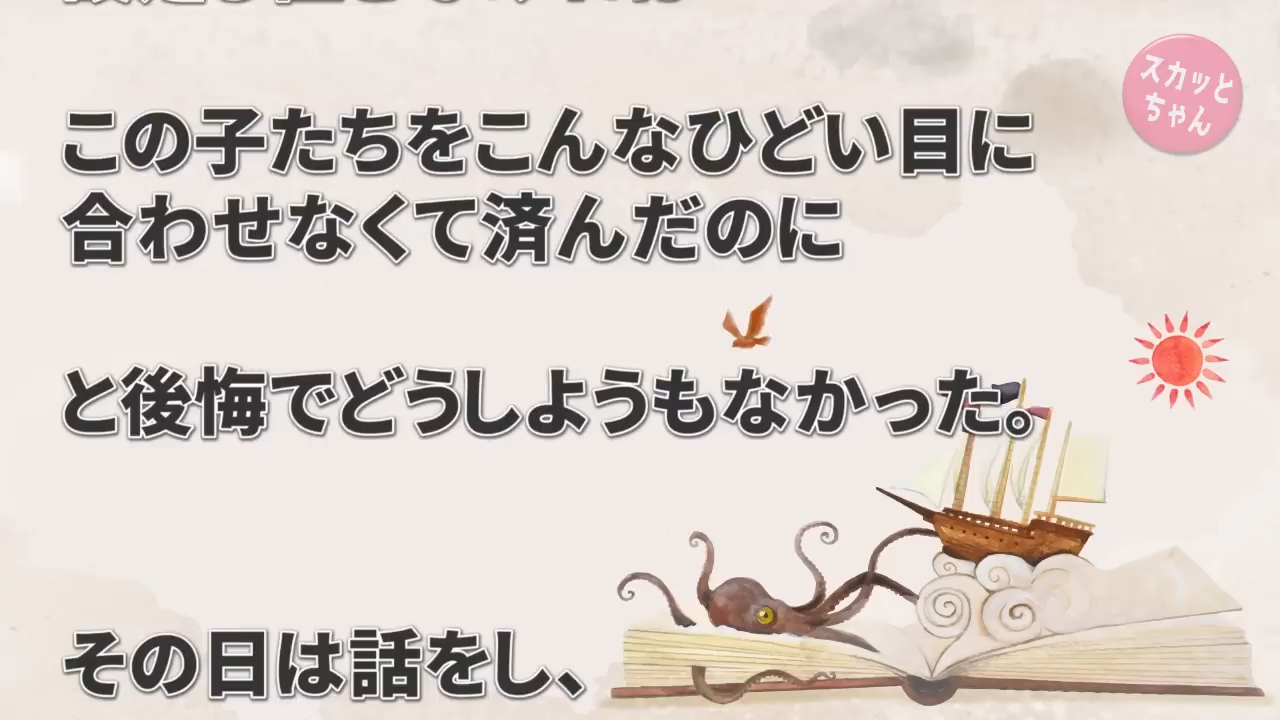 この子たちをこんなひどい目に
合わせなくて済んだのに
と後悔でどうしようもなかった。
その日は話をし、
スカッと
ちゃん